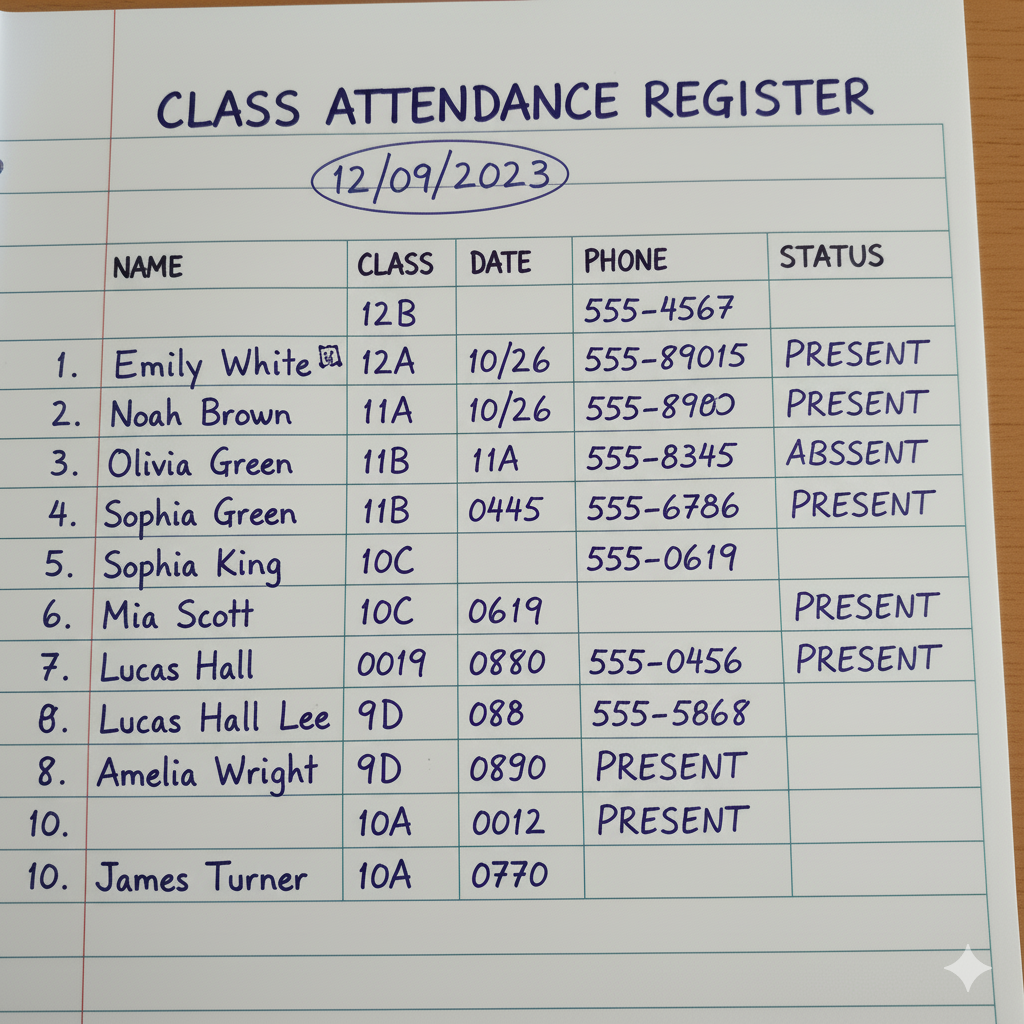 CLASS ATTENDANCE REGISTER
12/09/2023
NAME CLASS DATE PHONE STATUS
12B 555-4567
1. Emily White 12A 10/26 555-89015 PRESENT
2. Noah Brown 11A 10/26 PRESENT
3. Olivia Green 11B 11A 555-8345 ABSSENT
4. Sophia Green 11B 0445 555-6786 PRESENT
5. Sophia King 10C 555-0619
6. Mia Scott 10C 0619 PRESENT
7. Lucas Hall 0019 0880 555-0456 PRESENT
8. Lucas Hall Lee 9D 088 555-5868
8. Amelia Wright 9D 0890 PRESENT
10. 10A 0012 PRESENT
10. James Turner 10A 0770